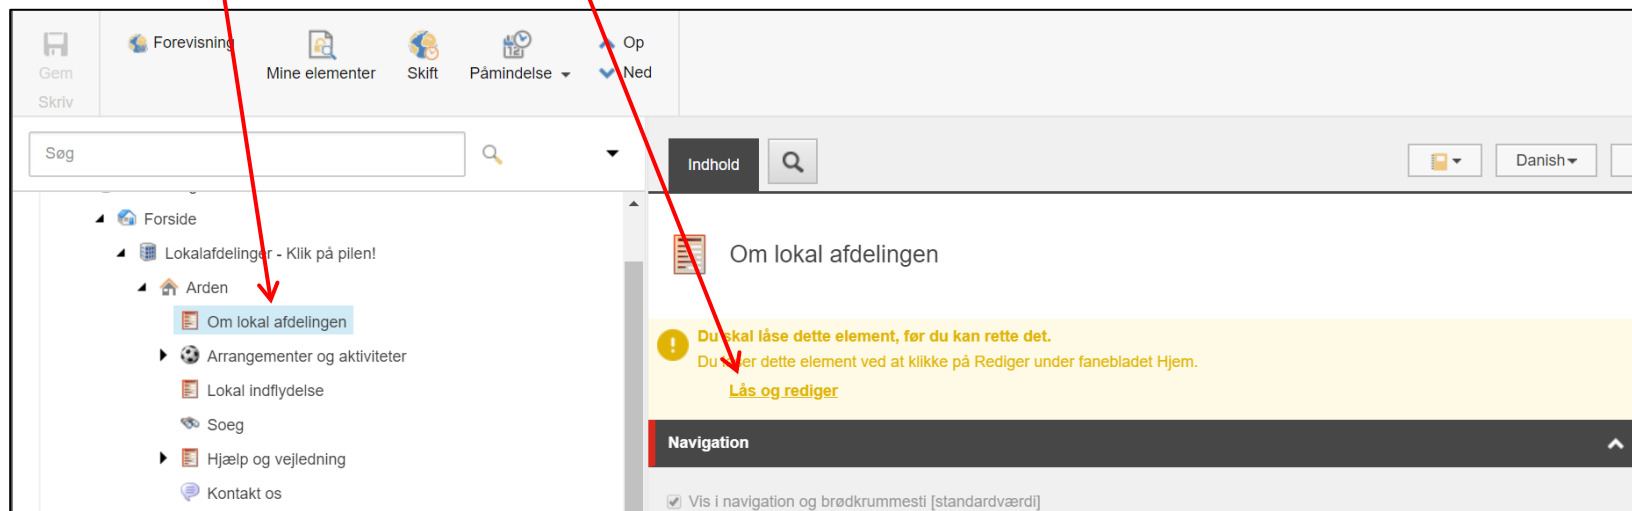 Gem
Skriv
Forevisning
Mine elementer
Skift
Påmindelse
Op
Ned
Søg
Forside
Lokalafdelinger - Klik på pilen!
Arden
Om lokal afdelingen
Arrangementer og aktiviteter
Lokal indflydelse
Soeg
Hjælp og vejledning
Kontakt os
Indhold
Danish
Om lokal afdelingen
Du skal låse dette element, før du kan rette det.
Du låser dette element ved at klikke på Rediger under fanebladet Hjem.
Lås og rediger
Navigation
Vis i navigation og brødkrummesti [standardværdi]